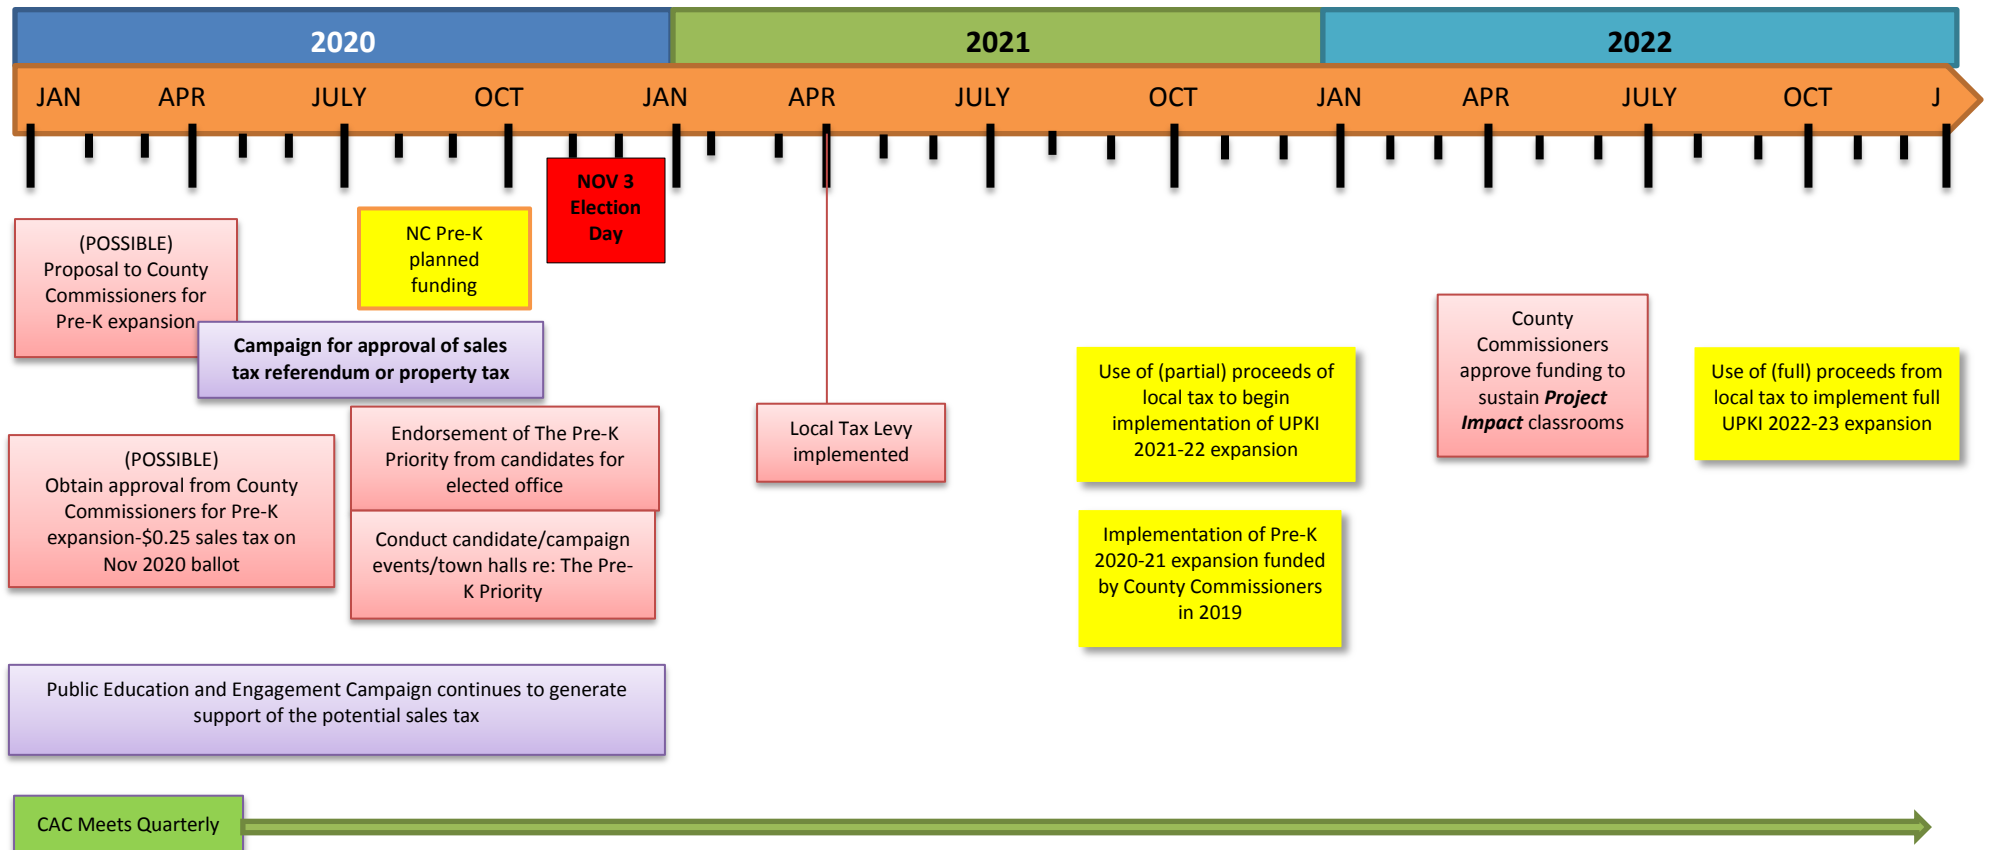 2020
2021
2022
JAN APR JULY OCT JAN APR JULY OCT JAN APR JULY OCT J
NOV 3
Election
Day
(POSSIBLE)
Proposal to County
Commissioners for
Pre-K expansion
NC Pre-K
planned
funding
Campaign for approval of sales
tax referendum or property tax
(POSSIBLE)
Obtain approval from County
Commissioners for Pre-K
expansion-$0.25 sales tax on
Nov 2020 ballot
Endorsement of The Pre-K
Priority from candidates for
elected office
Conduct candidate/campaign
events/town halls re: The Pre-
K Priority
Local Tax Levy
implemented
Use of (partial) proceeds of
local tax to begin
implementation of UPKI
2021-22 expansion
Implementation of Pre-K
2020-21 expansion funded
by County Commissioners
in 2019
County
Commissioners
approve funding to
sustain Project
Impact classrooms
Use of (full) proceeds from
local tax to implement full
UPKI 2022-23 expansion
Public Education and Engagement Campaign continues to generate
support of the potential sales tax
CAC Meets Quarterly